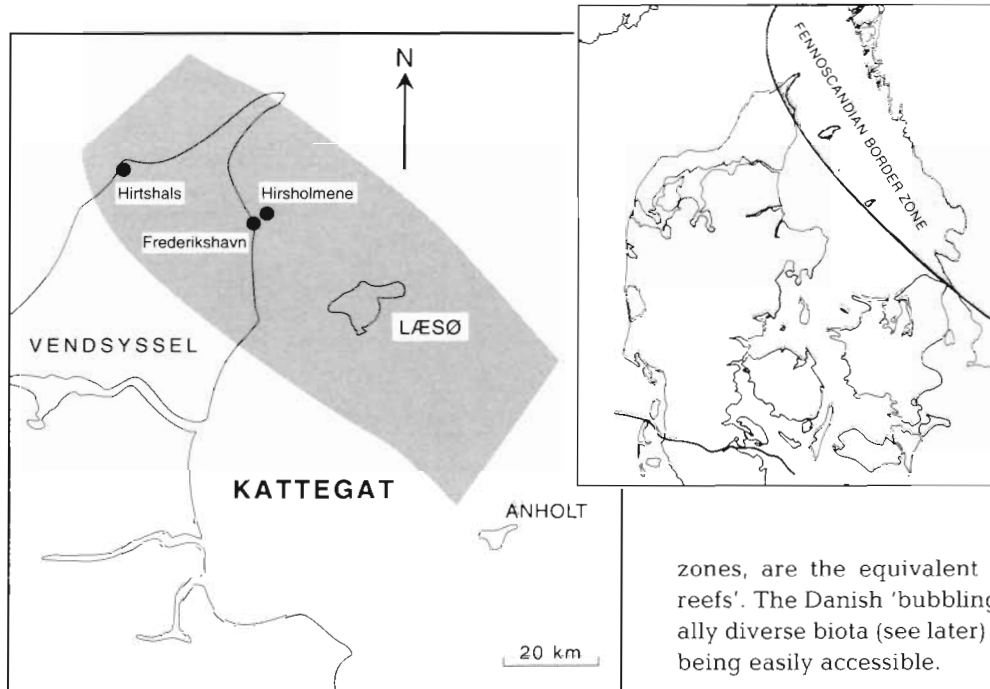 N
Hirtshals
Hirsholmene
Frederikshavn
LÆSØ
VENDSYSSEL
KATTEGAT
ANHOLT
20 km
FENNOSCANDIAN BORDER ZONE
zones, are the equivalent
reefs'. The Danish 'bubbling
ally diverse biota (see later)
being easily accessible.